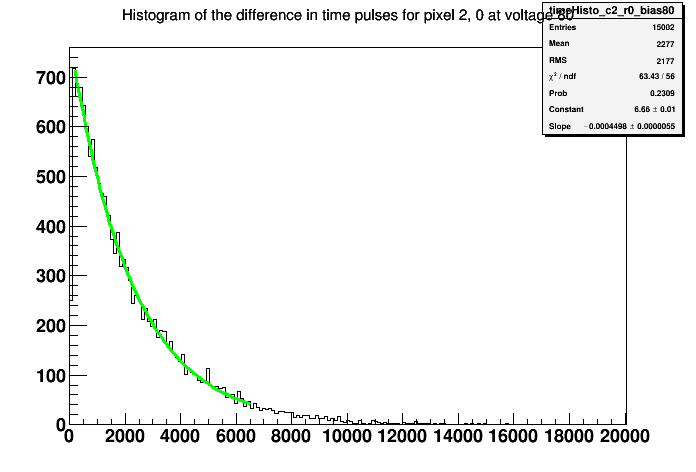 Histogram of the difference in time pulses for pixel 2, 0 at voltage 80
timeHisto_c2_r0_bias80
Entries 15002
Mean 2277
RMS 2177
χ² / ndf 63.43 / 56
Prob 0.2309
Constant 6.66 ± 0.01
Slope −0.0004498 ± 0.0000055
700
600
500
400
300
200
100
0
0 2000 4000 6000 8000 10000 12000 14000 16000 18000 20000